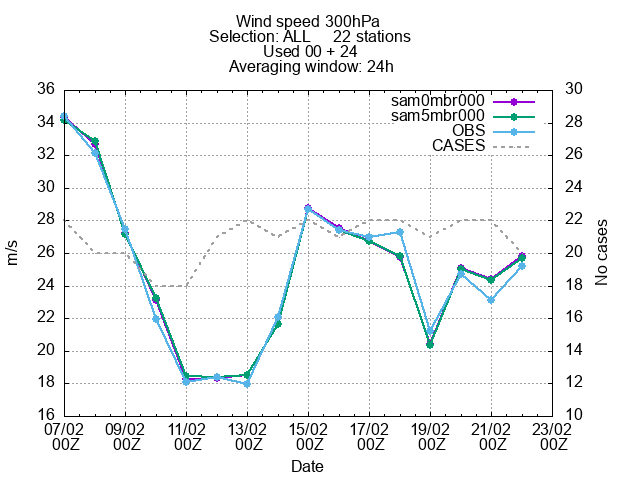 Wind speed 300hPa
Selection: ALL 22 stations
Used 00 + 24
Averaging window: 24h
sam0mbr000
sam5mbr000
OBS
CASES
36
34
32
30
28
26
24
22
20
18
16
m/s
30
28
26
24
22
20
18
16
14
12
10
No cases
07/02 09/02 11/02 13/02 15/02 17/02 19/02 21/02 23/02
00Z 00Z 00Z 00Z 00Z 00Z 00Z 00Z 00Z
Date